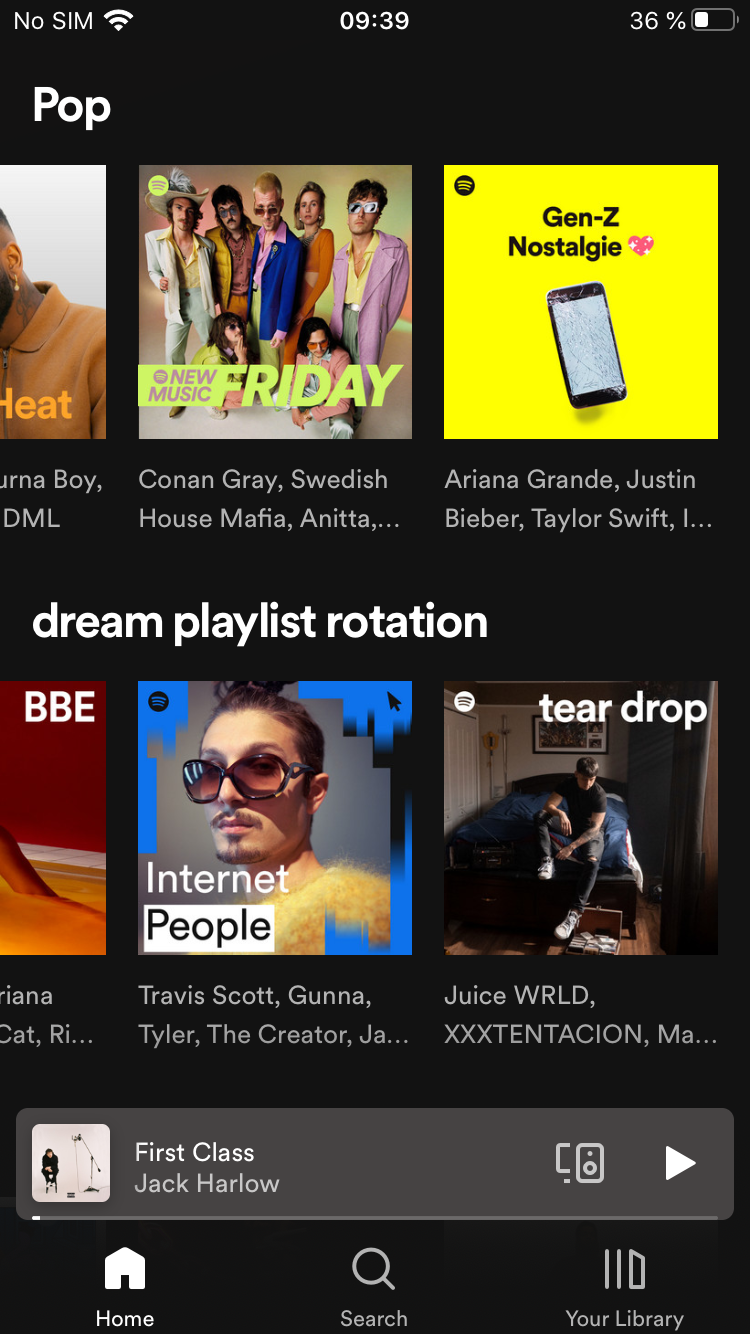 No SIM 09:39 36 %
Pop
Heat
NEW MUSIC FRIDAY
Gen-Z
Nostalgie
urna Boy,
DML
Conan Gray, Swedish
House Mafia, Anitta,...
Ariana Grande, Justin
Bieber, Taylor Swift, I...
dream playlist rotation
BBE
Internet
People
tear drop
riana
Cat, Ri...
Travis Scott, Gunna,
Tyler, The Creator, Ja...
Juice WRLD,
XXXTENTACION, Ma...
First Class
Jack Harlow
Home Search Your Library